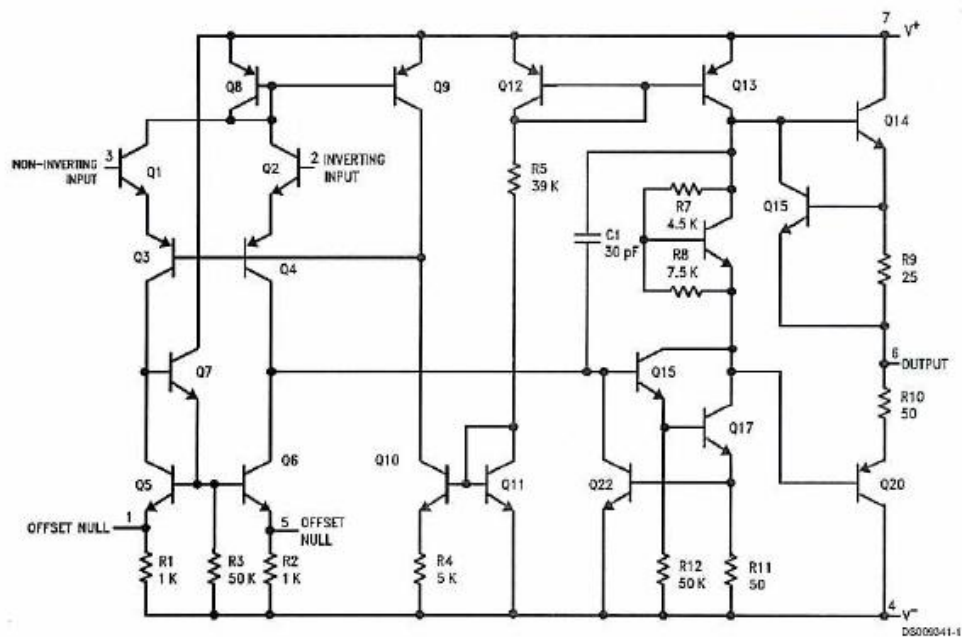 7
V+
Q8
Q9
Q12
Q13
Q14
3
NON-INVERTING
INPUT
Q1
Q2
2 INVERTING
INPUT
R5
39 K
R7
4.5 K
Q15
C1
30 pF
R8
7.5 K
R9
25
Q3
Q4
6
OUTPUT
Q7
Q15
R10
50
Q17
Q5
Q6
Q10
Q11
Q22
Q20
OFFSET NULL
1
5
OFFSET
NULL
R1
1 K
R3
50 K
R2
1 K
R4
5 K
R12
50 K
R11
50
4
V-
DS009341-1